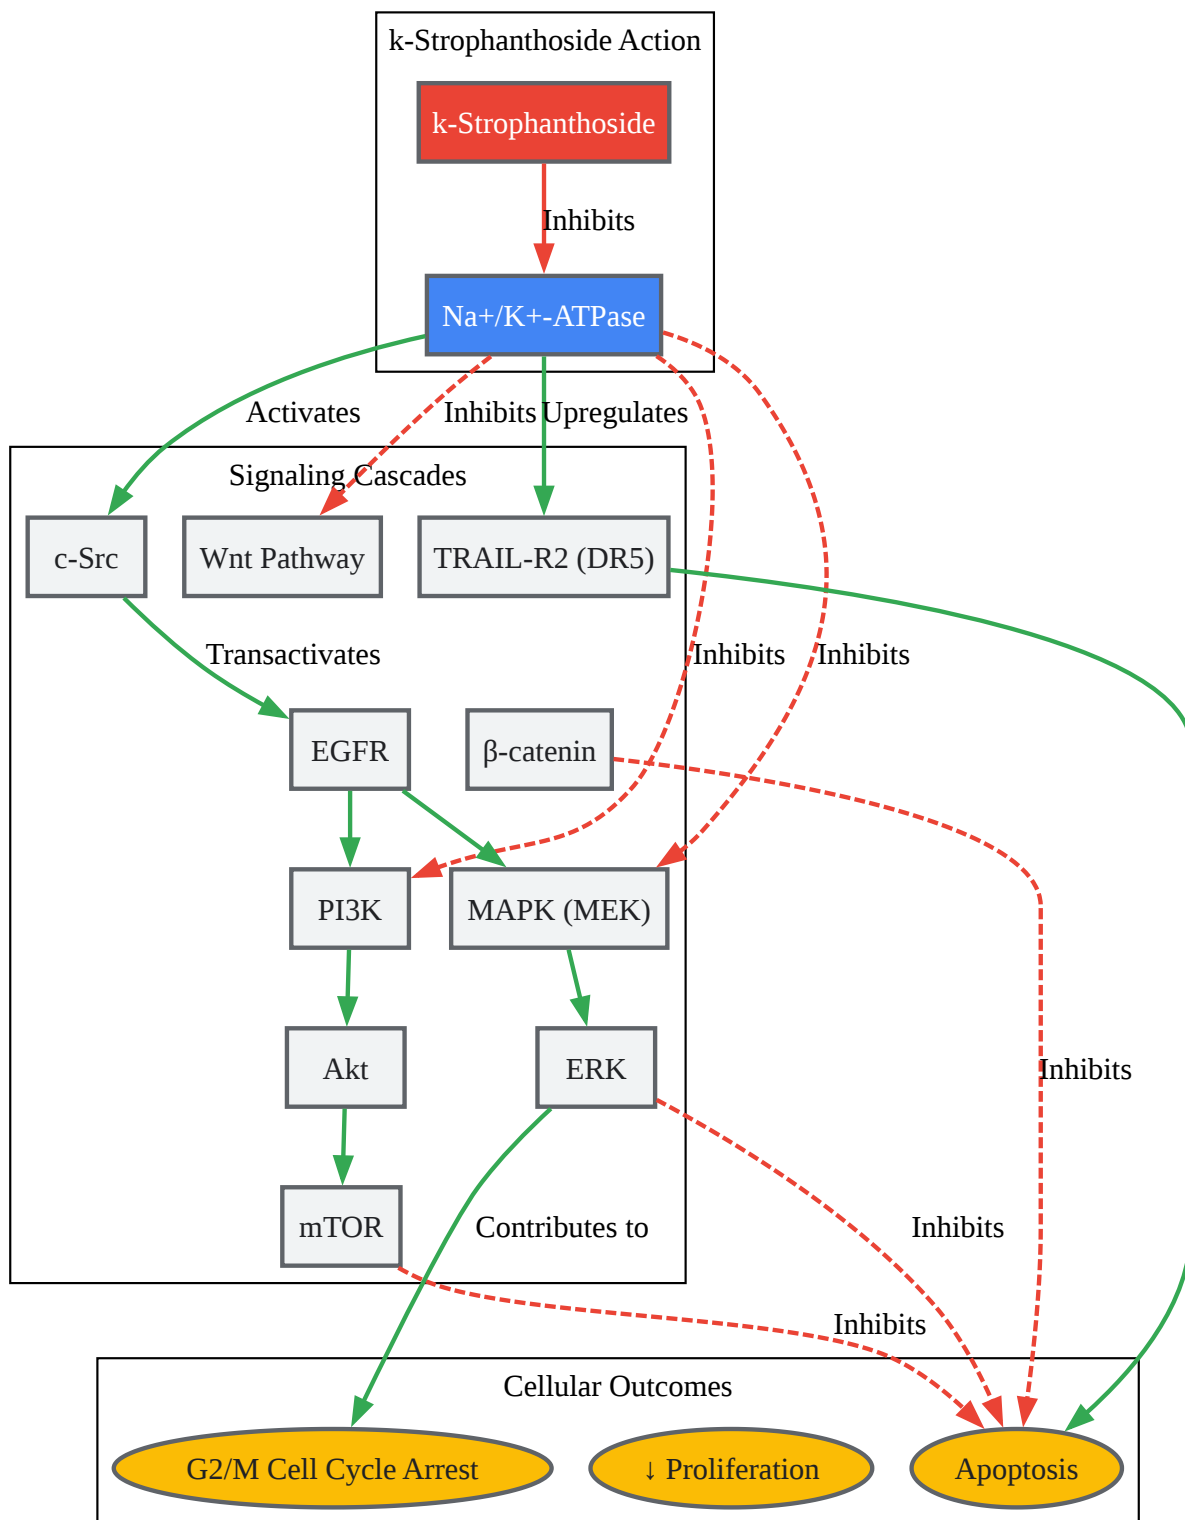 k-Strophanthoside Action
k-Strophanthoside
Inhibits
Na+/K+-ATPase
Activates
Inhibits
Upregulates
Signaling Cascades
c-Src
Wnt Pathway
TRAIL-R2 (DR5)
Transactivates
Inhibits
Inhibits
EGFR
β-catenin
PI3K
MAPK (MEK)
Akt
ERK
Inhibits
mTOR
Contributes to
Inhibits
Inhibits
Cellular Outcomes
G2/M Cell Cycle Arrest
↓ Proliferation
Apoptosis